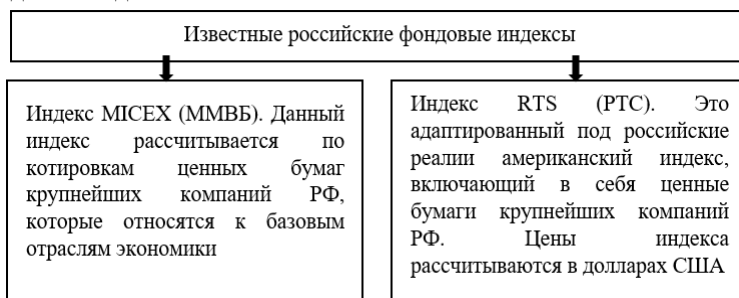 Известные российские фондовые индексы
Индекс MICEX (ММВБ). Данный
индекс рассчитывается по
котировкам ценных бумаг
крупнейших компаний РФ,
которые относятся к базовым
отраслям экономики
Индекс RTS (РТС). Это
адаптированный под российские
реалии американский индекс,
включающий в себя ценные
бумаги крупнейших компаний
РФ. Цены индекса
рассчитываются в долларах США